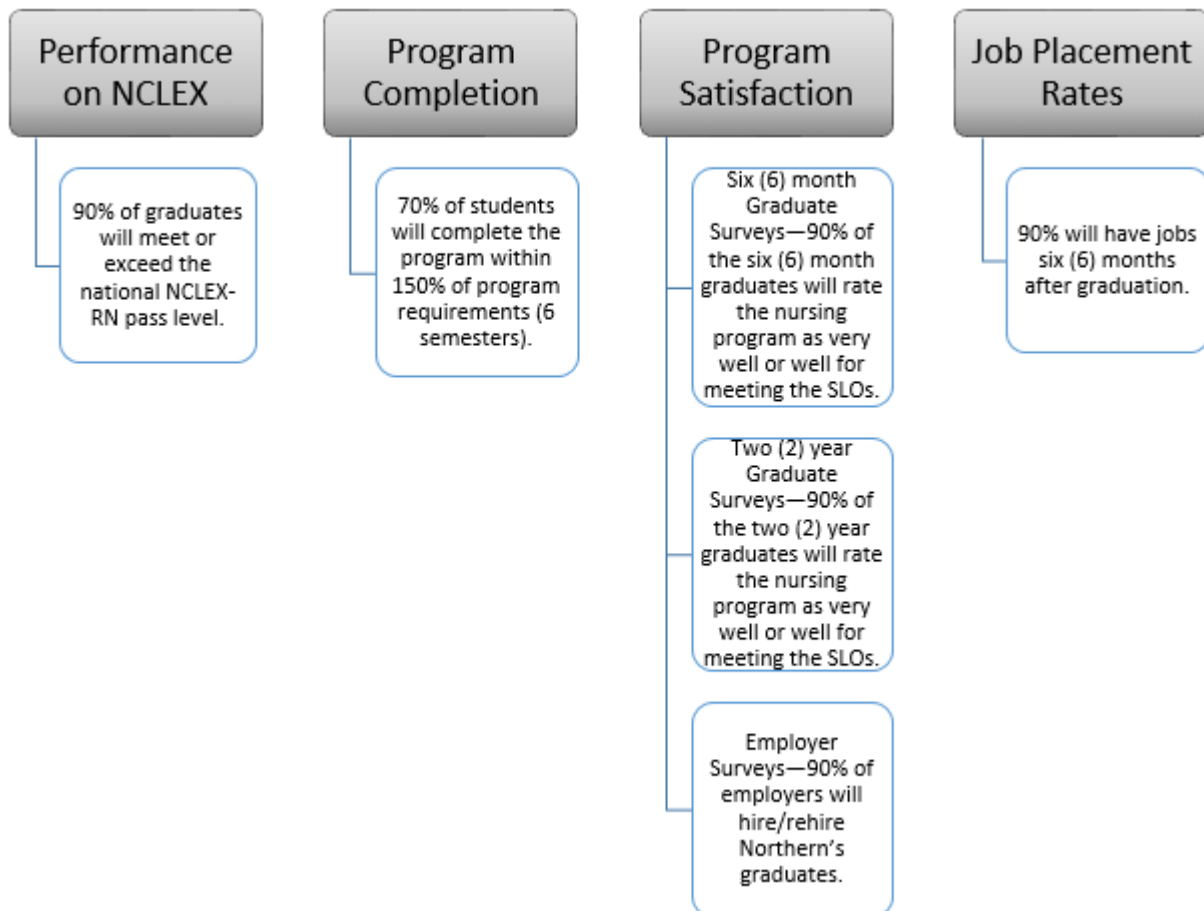 Performance
on NCLEX
90% of graduates
will meet or
exceed the
national NCLEX-
RN pass level.
Program
Completion
70% of students
will complete the
program within
150% of program
requirements (6
semesters).
Program
Satisfaction
Six (6) month
Graduate
Surveys—90% of
the six (6) month
graduates will rate
the nursing
program as very
well or well for
meeting the SLOs.
Two (2) year
Graduate
Surveys—90% of
the two (2) year
graduates will rate
the nursing
program as very
well or well for
meeting the SLOs.
Employer
Surveys—90% of
employers will
hire/rehire
Northern’s
graduates.
Job Placement
Rates
90% will have jobs
six (6) months
after graduation.